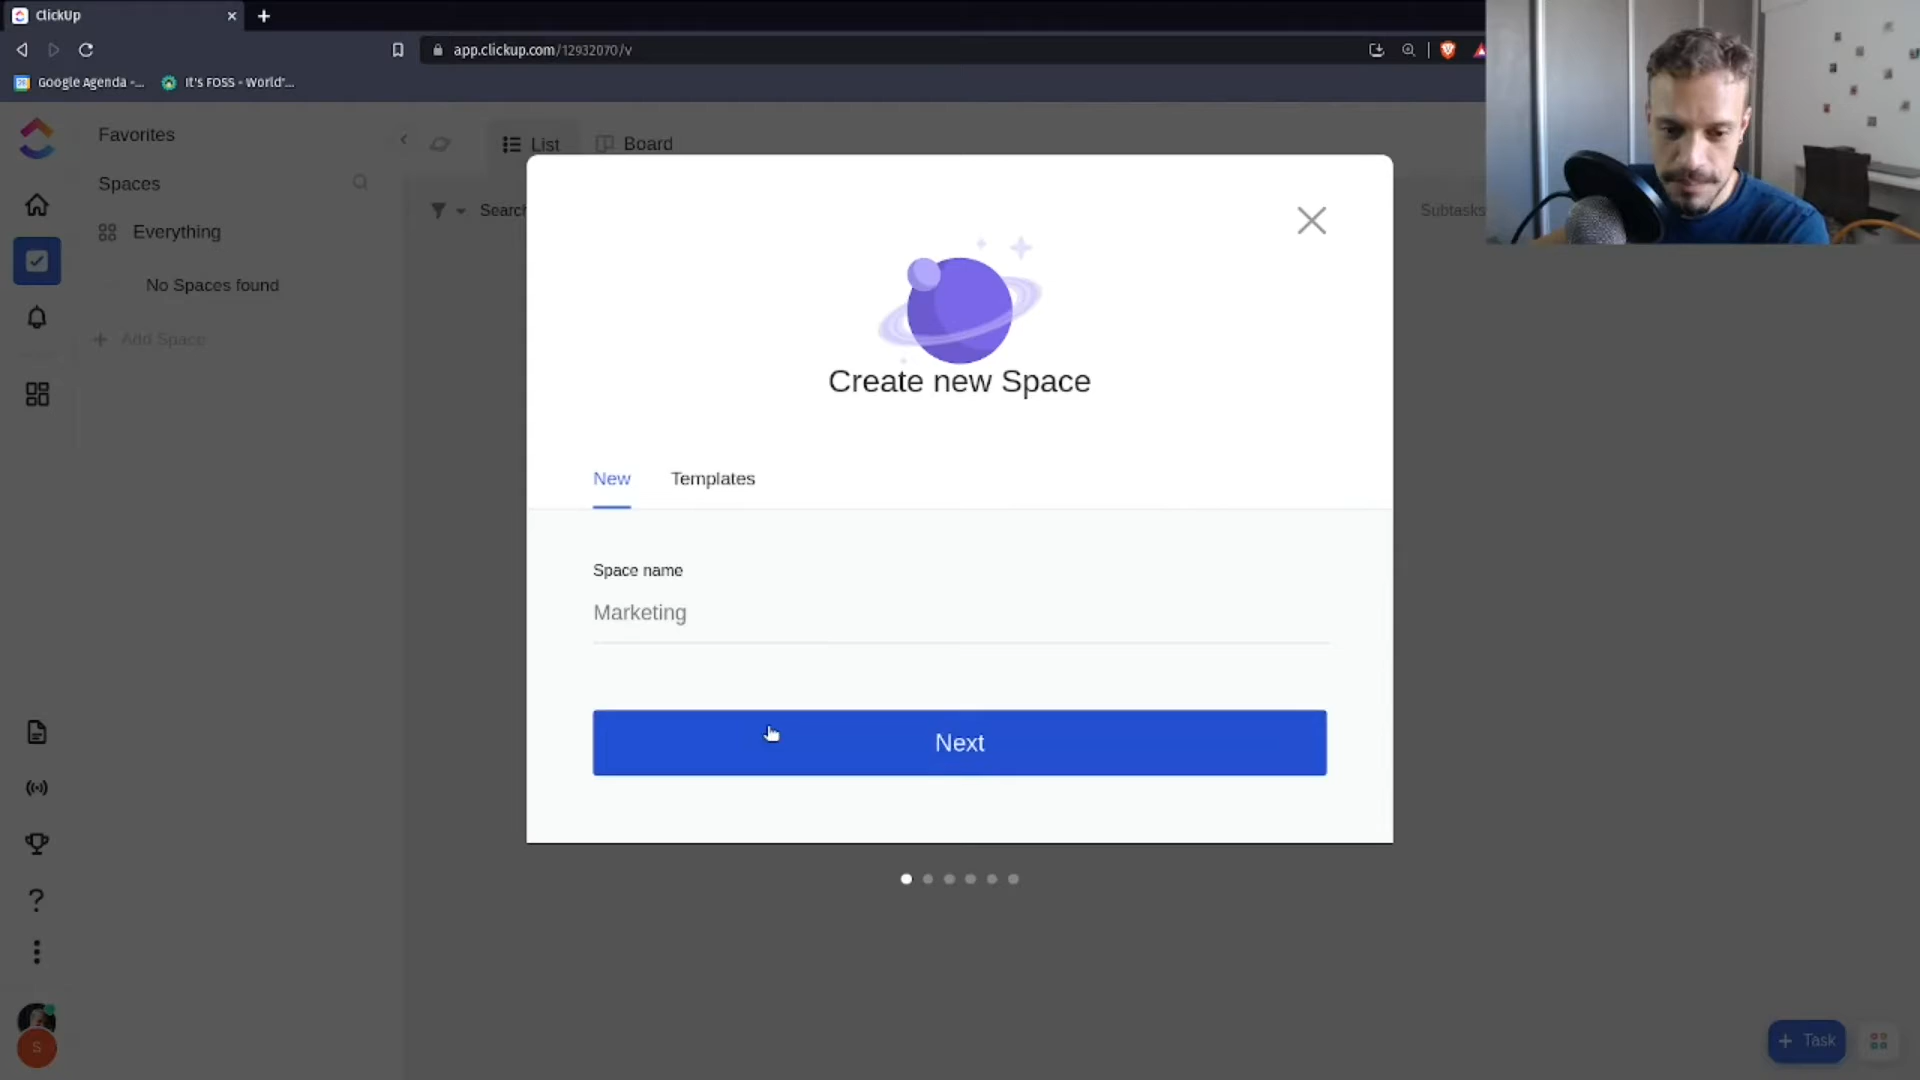 ClickUp
app.clickup.com/12932070/v
Google Agenda -...
It's FOSS - World'...
Favorites
Spaces
Everything
No Spaces found
Add Space
List
Board
Search
Subtasks
Create new Space
New
Templates
Space name
Marketing
Next
?
S
+ Task